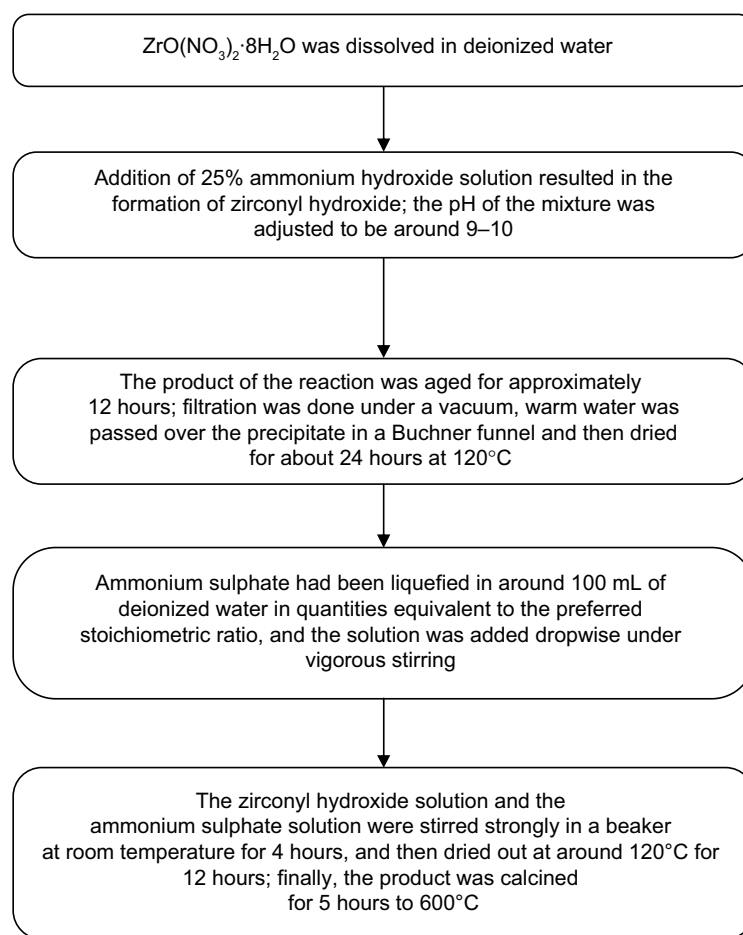 ZrO(NO₃)₂·8H₂O was dissolved in deionized water
Addition of 25% ammonium hydroxide solution resulted in the
formation of zirconyl hydroxide; the pH of the mixture was
adjusted to be around 9–10
The product of the reaction was aged for approximately
12 hours; filtration was done under a vacuum, warm water was
passed over the precipitate in a Buchner funnel and then dried
for about 24 hours at 120°C
Ammonium sulphate had been liquefied in around 100 mL of
deionized water in quantities equivalent to the preferred
stoichiometric ratio, and the solution was added dropwise under
vigorous stirring
The zirconyl hydroxide solution and the
ammonium sulphate solution were stirred strongly in a beaker
at room temperature for 4 hours, and then dried out at around 120°C for
12 hours; finally, the product was calcined
for 5 hours to 600°C